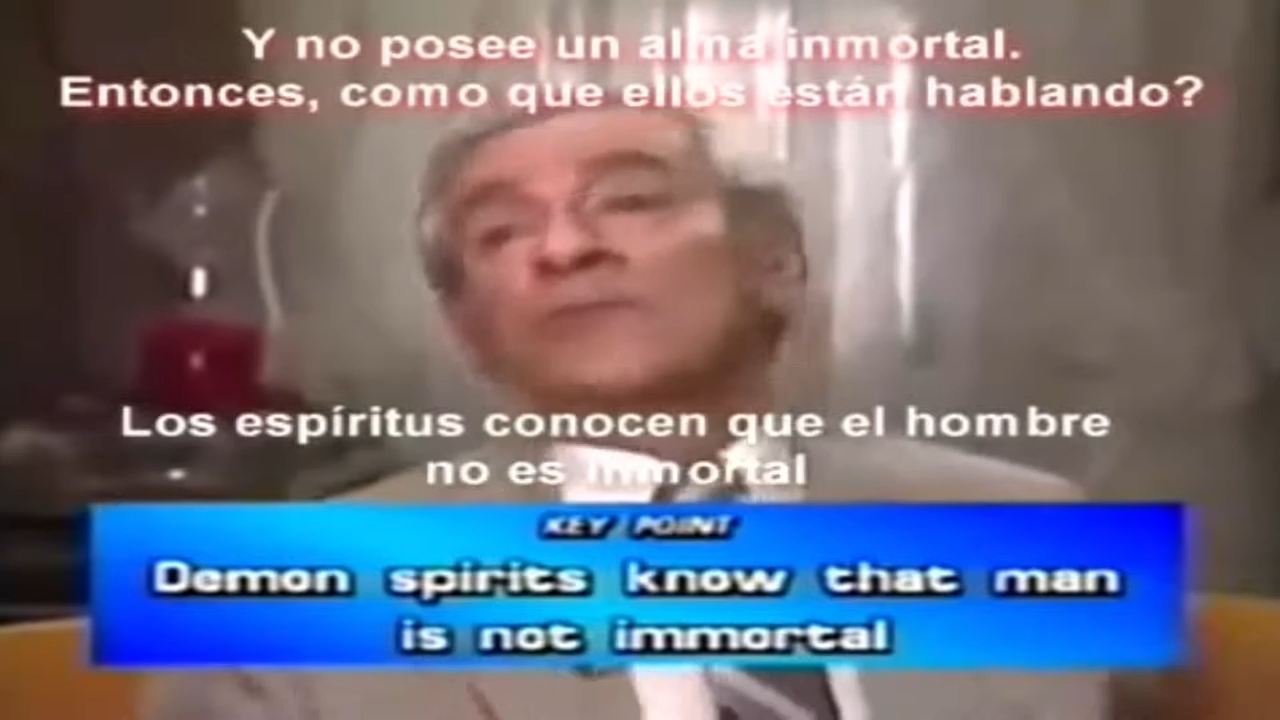 Y no posee un alma inmortal.
Entonces, como que ellos están hablando?
Los espíritus conocen que el hombre
no es inmortal
KEY POINT
Demon spirits know that man
is not immortal